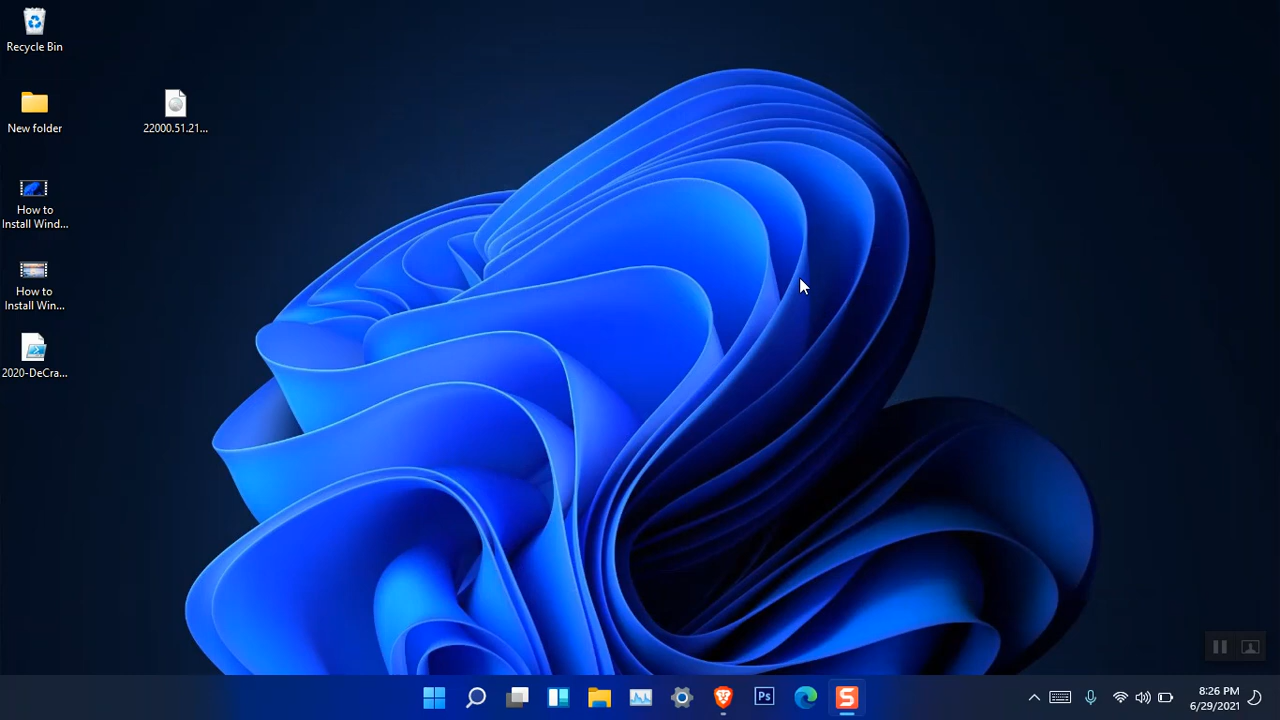 Recycle Bin
New folder
22000.51.21...
How to
Install Wind...
How to
Install Win...
2020-DeCra...
Ps
S
8:26 PM
6/29/2021